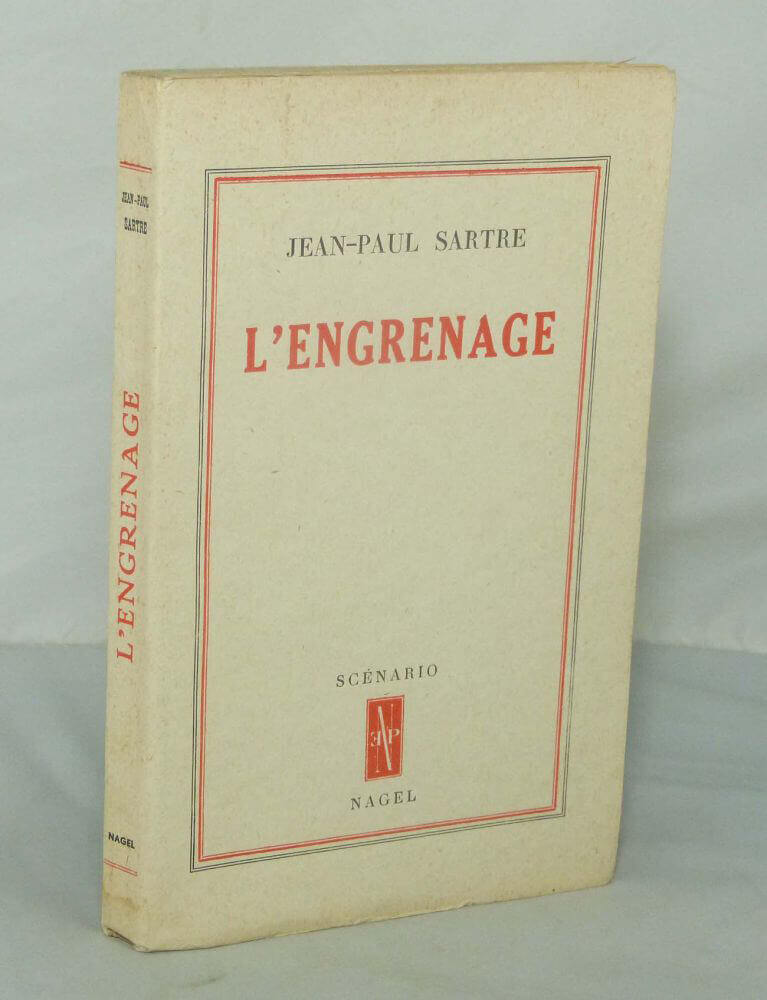 JEAN-PAUL SARTRE
L'ENGRENAGE
SCÉNARIO
NAGEL
JEAN-PAUL
SARTRE
L'ENGRENAGE
NAGEL